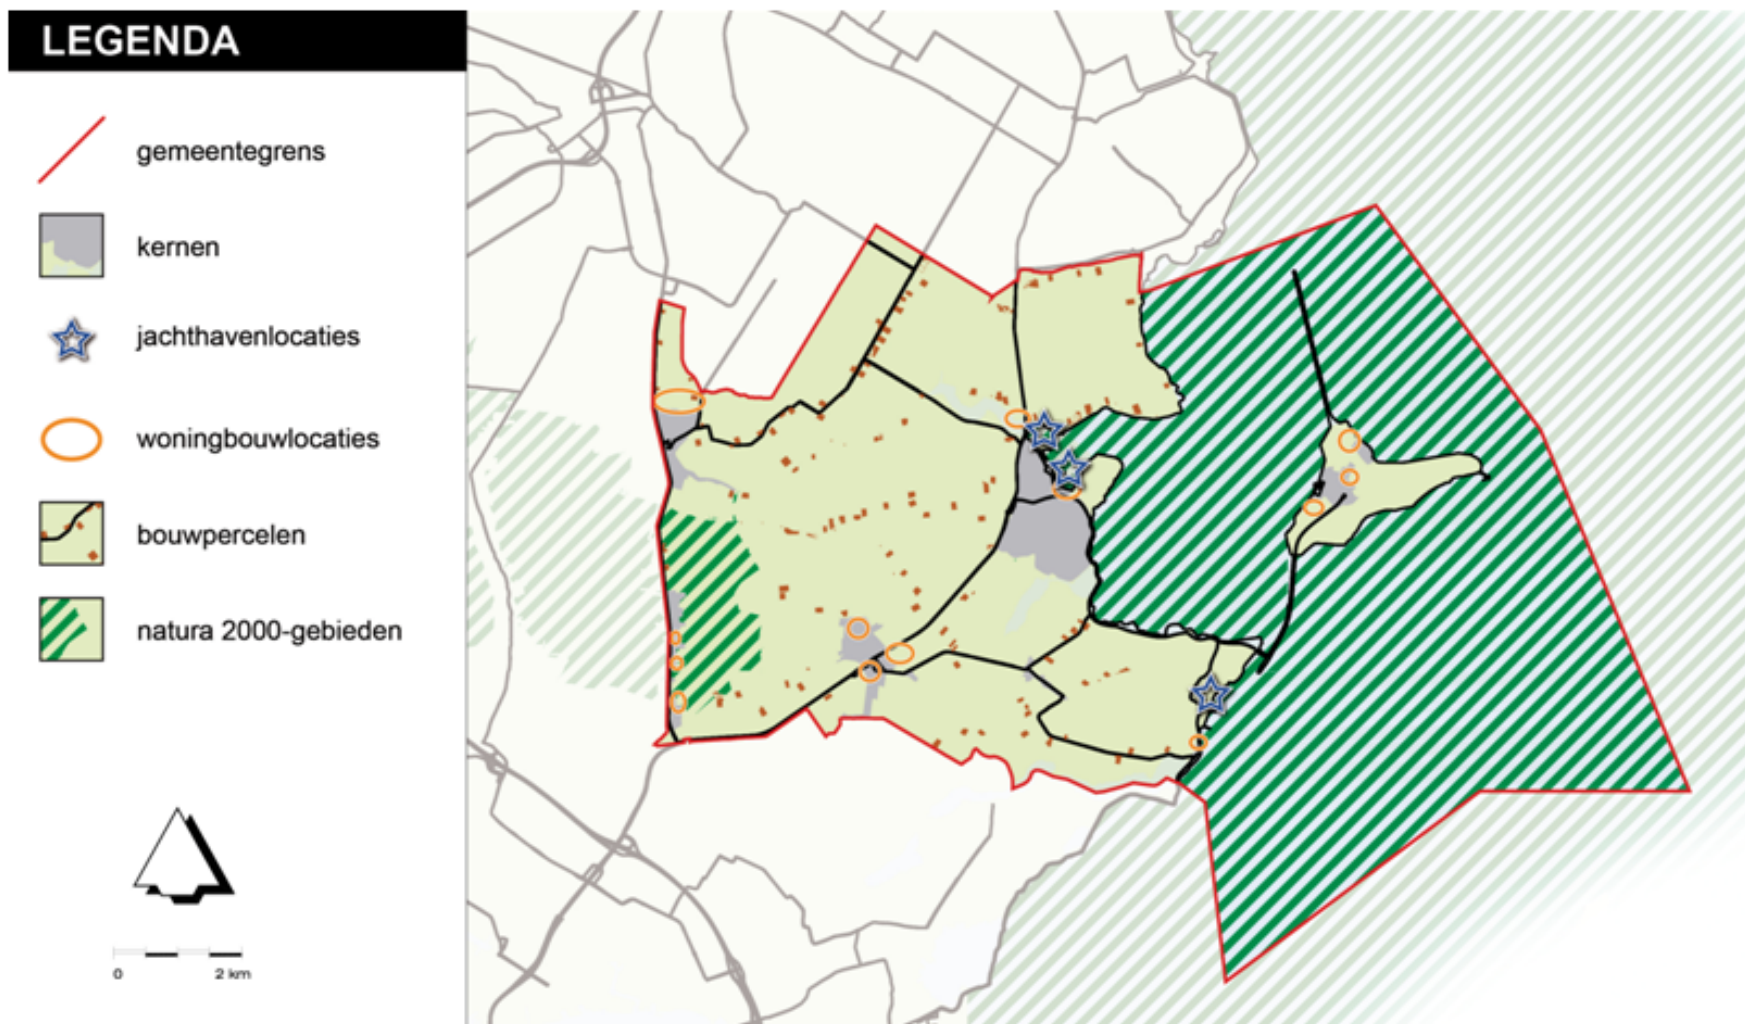 LEGENDA
gemeentegrens
kernen
jachthavenlocaties
woningbouwlocaties
bouwpercelen
natura 2000-gebieden
0 2 km